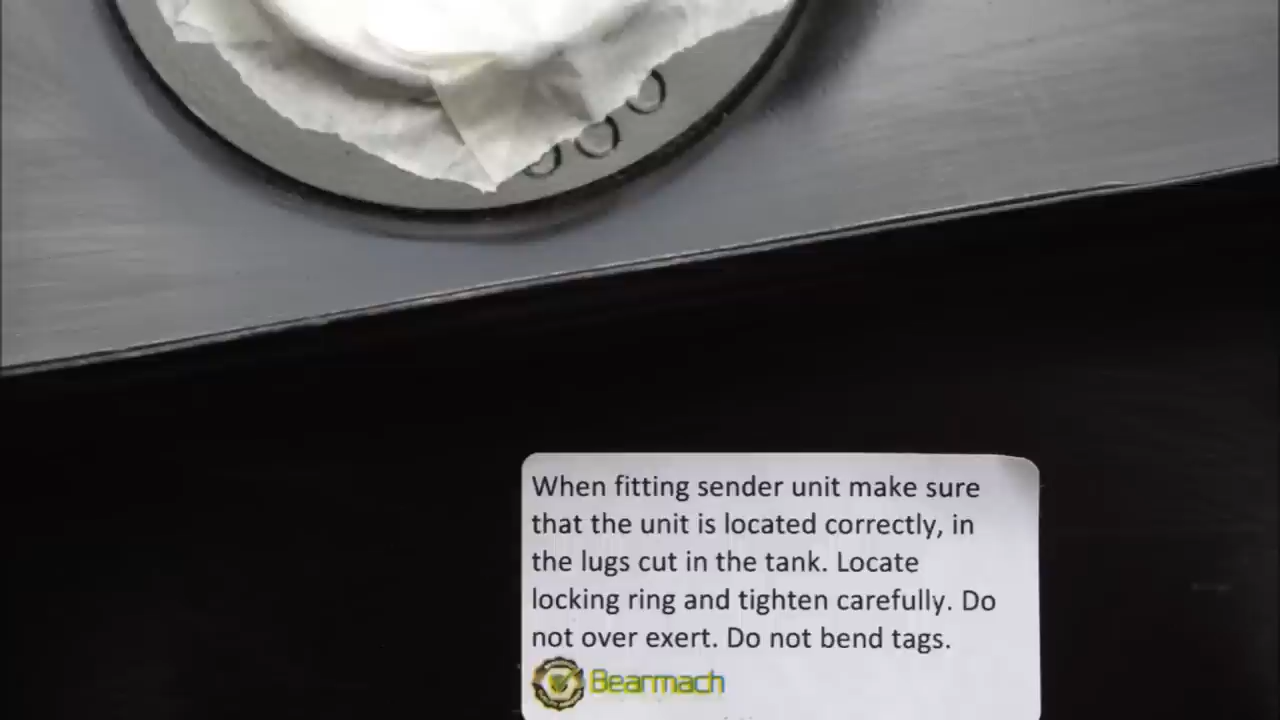 When fitting sender unit make sure
that the unit is located correctly, in
the lugs cut in the tank. Locate
locking ring and tighten carefully. Do
not over exert. Do not bend tags.
Bearmach